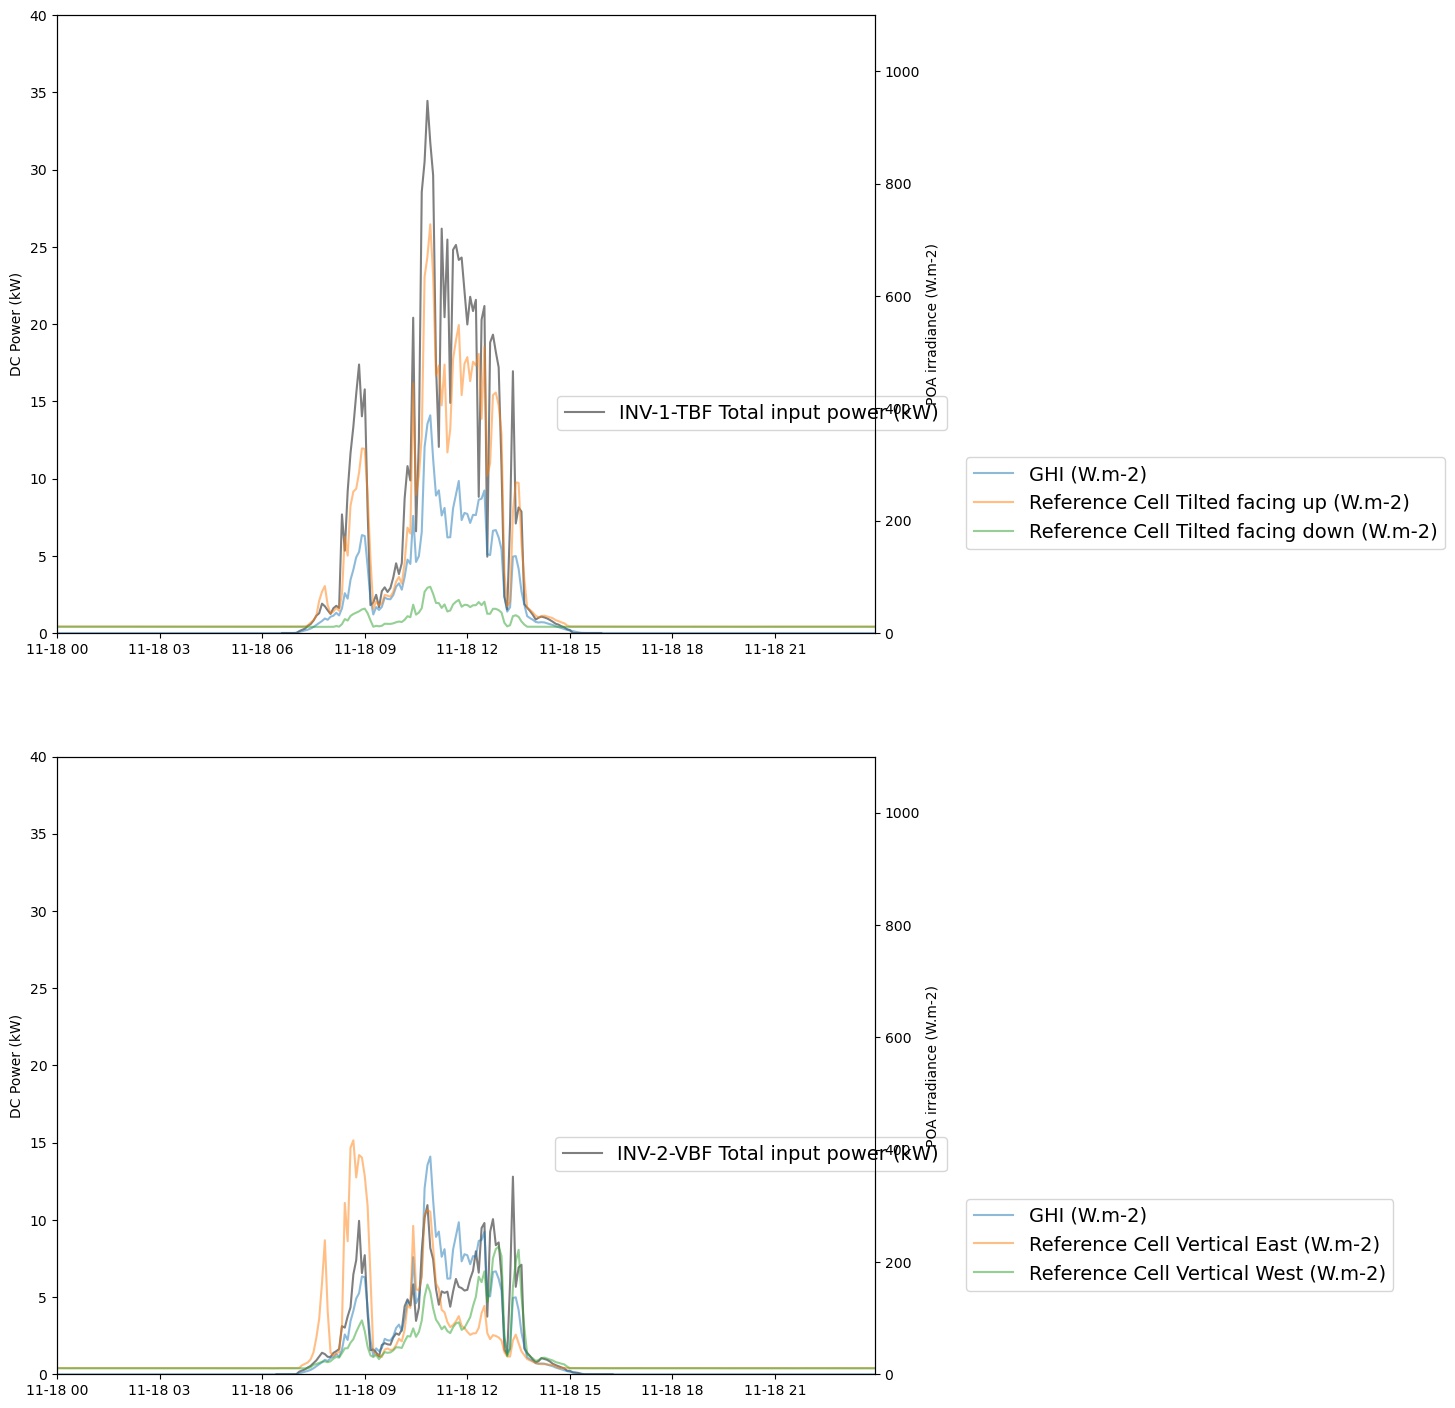 40
35
30
25
20
15
10
5
0
DC Power (kW)
1000
800
600
400
200
0
POA irradiance (W.m-2)
INV-1-TBF Total input power (kW)
GHI (W.m-2)
Reference Cell Tilted facing up (W.m-2)
Reference Cell Tilted facing down (W.m-2)
11-18 00 11-18 03 11-18 06 11-18 09 11-18 12 11-18 15 11-18 18 11-18 21
40
35
30
25
20
15
10
5
0
DC Power (kW)
1000
800
600
400
200
0
POA irradiance (W.m-2)
INV-2-VBF Total input power (kW)
GHI (W.m-2)
Reference Cell Vertical East (W.m-2)
Reference Cell Vertical West (W.m-2)
11-18 00 11-18 03 11-18 06 11-18 09 11-18 12 11-18 15 11-18 18 11-18 21